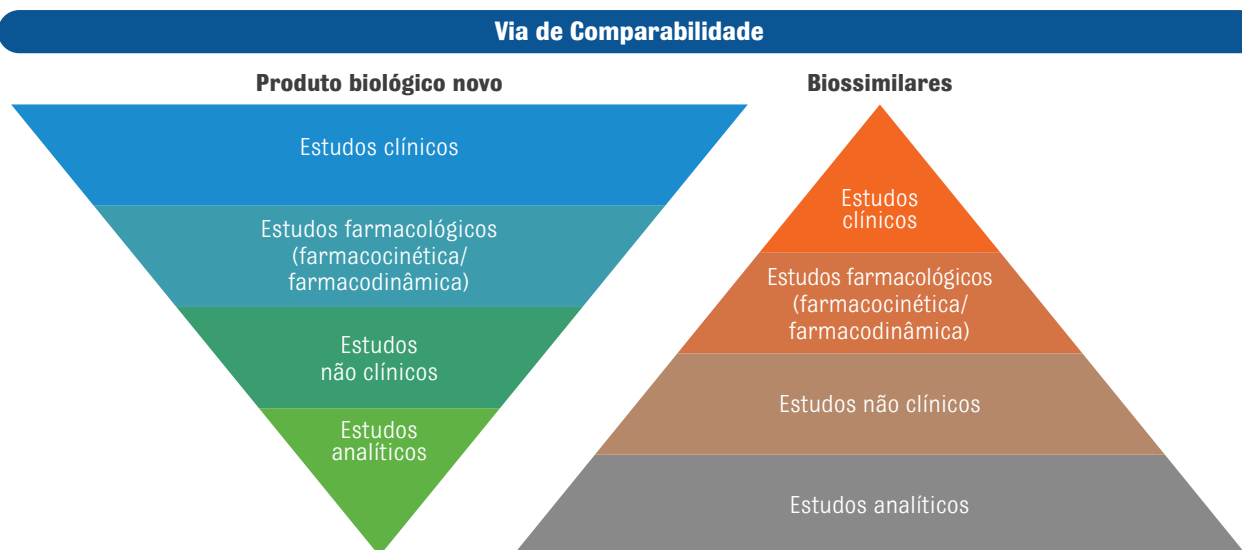 Via de Comparabilidade
Produto biológico novo
Estudos clínicos
Estudos farmacológicos
(farmacocinética/
farmacodinâmica)
Estudos
não clínicos
Estudos
analíticos
Biossimilares
Estudos
clínicos
Estudos farmacológicos
(farmacocinética/
farmacodinâmica)
Estudos não clínicos
Estudos analíticos